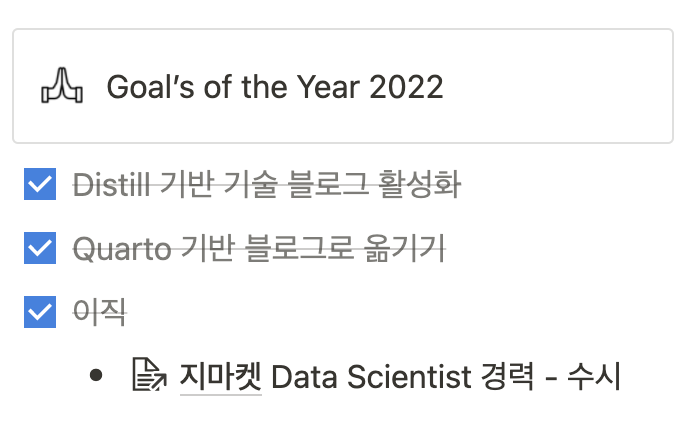 Goal’s of the Year 2022
Distill 기반 기술 블로그 활성화
Quarto 기반 블로그로 옮기기
이직
지마켓 Data Scientist 경력 - 수시